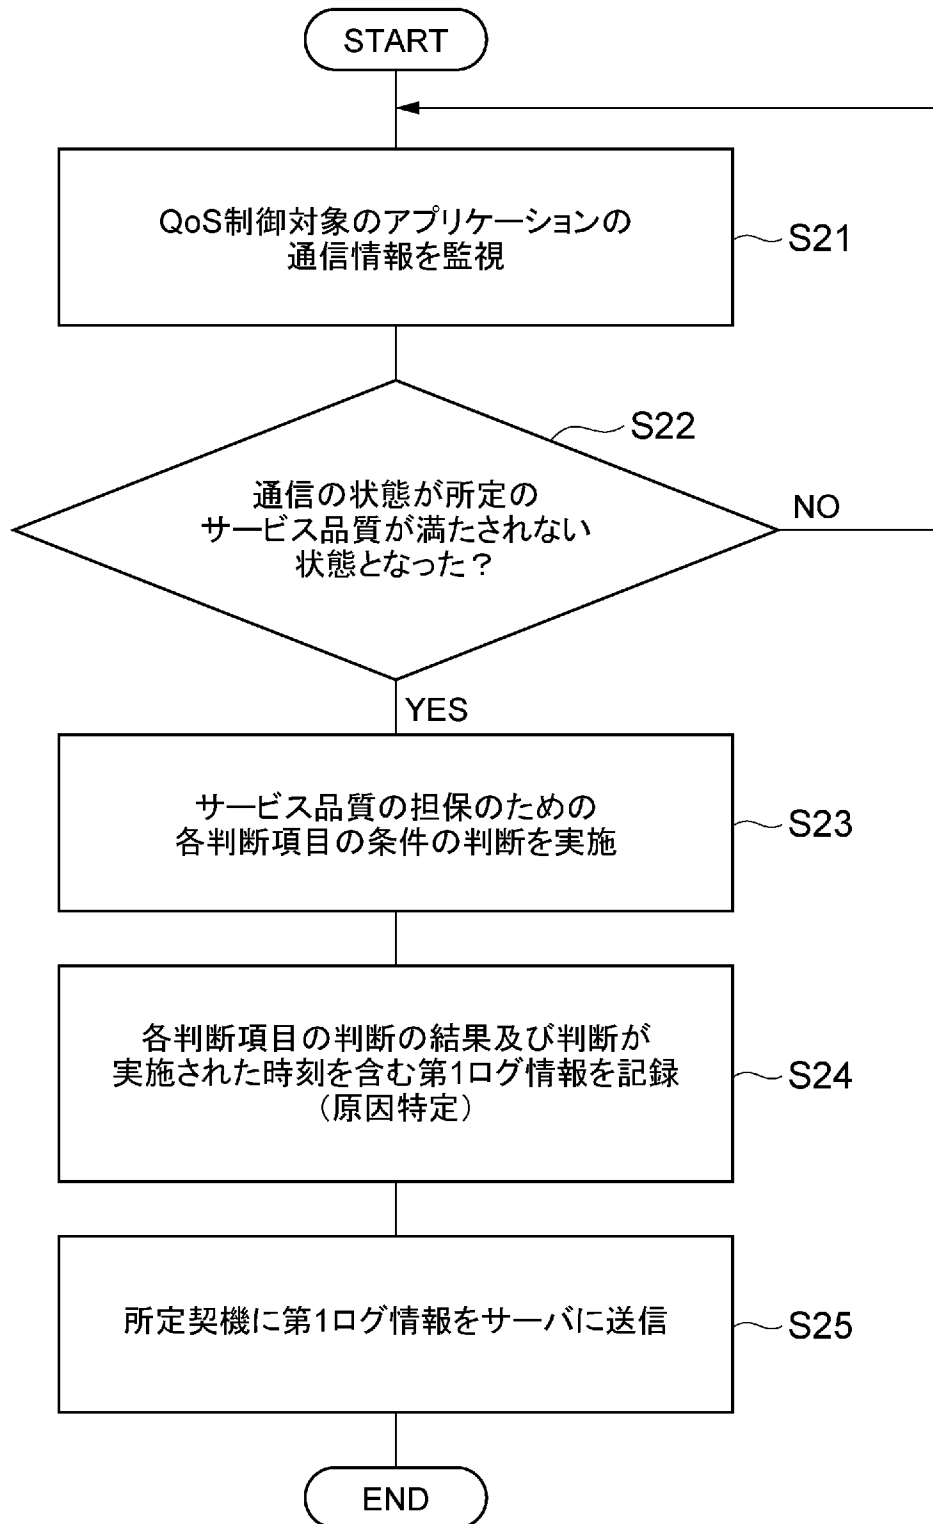 START
QoS制御対象のアプリケーションの
通信情報を監視
S21
S22
通信の状態が所定の
サービス品質が満たされない
状態となった？
NO
YES
サービス品質の担保のための
各判断項目の条件の判断を実施
S23
各判断項目の判断の結果及び判断が
実施された時刻を含む第1ログ情報を記録
（原因特定）
S24
所定契機に第1ログ情報をサーバに送信
S25
END